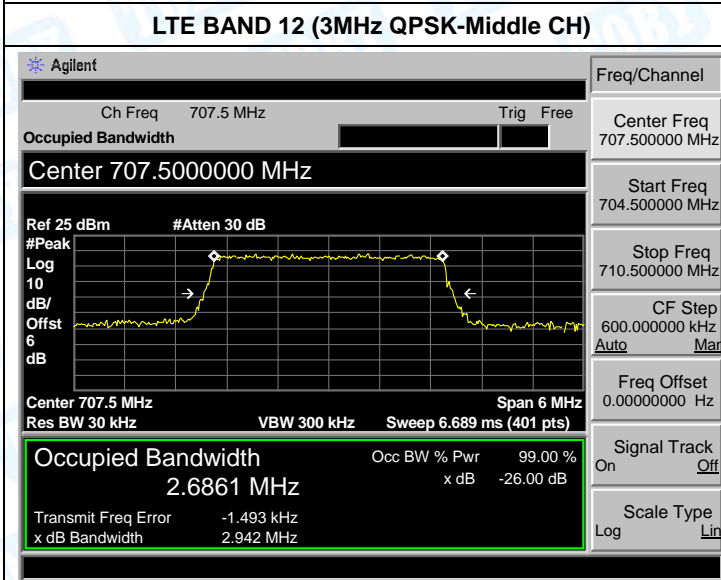 LTE BAND 12 (3MHz QPSK-Middle CH)
Agilent
Freq/Channel
Ch Freq 707.5 MHz Trig Free
Occupied Bandwidth
Center 707.5000000 MHz
Center Freq
707.500000 MHz
Start Freq
704.500000 MHz
Stop Freq
710.500000 MHz
CF Step
600.000000 kHz
Auto Man
Freq Offset
0.00000000 Hz
Signal Track
On Off
Scale Type
Log Lin
Ref 25 dBm #Atten 30 dB
#Peak
Log
10
dB/
Offst
6
dB
Center 707.5 MHz Span 6 MHz
Res BW 30 kHz VBW 300 kHz Sweep 6.689 ms (401 pts)
Occupied Bandwidth Occ BW % Pwr 99.00 %
2.6861 MHz x dB -26.00 dB
Transmit Freq Error -1.493 kHz
x dB Bandwidth 2.942 MHz